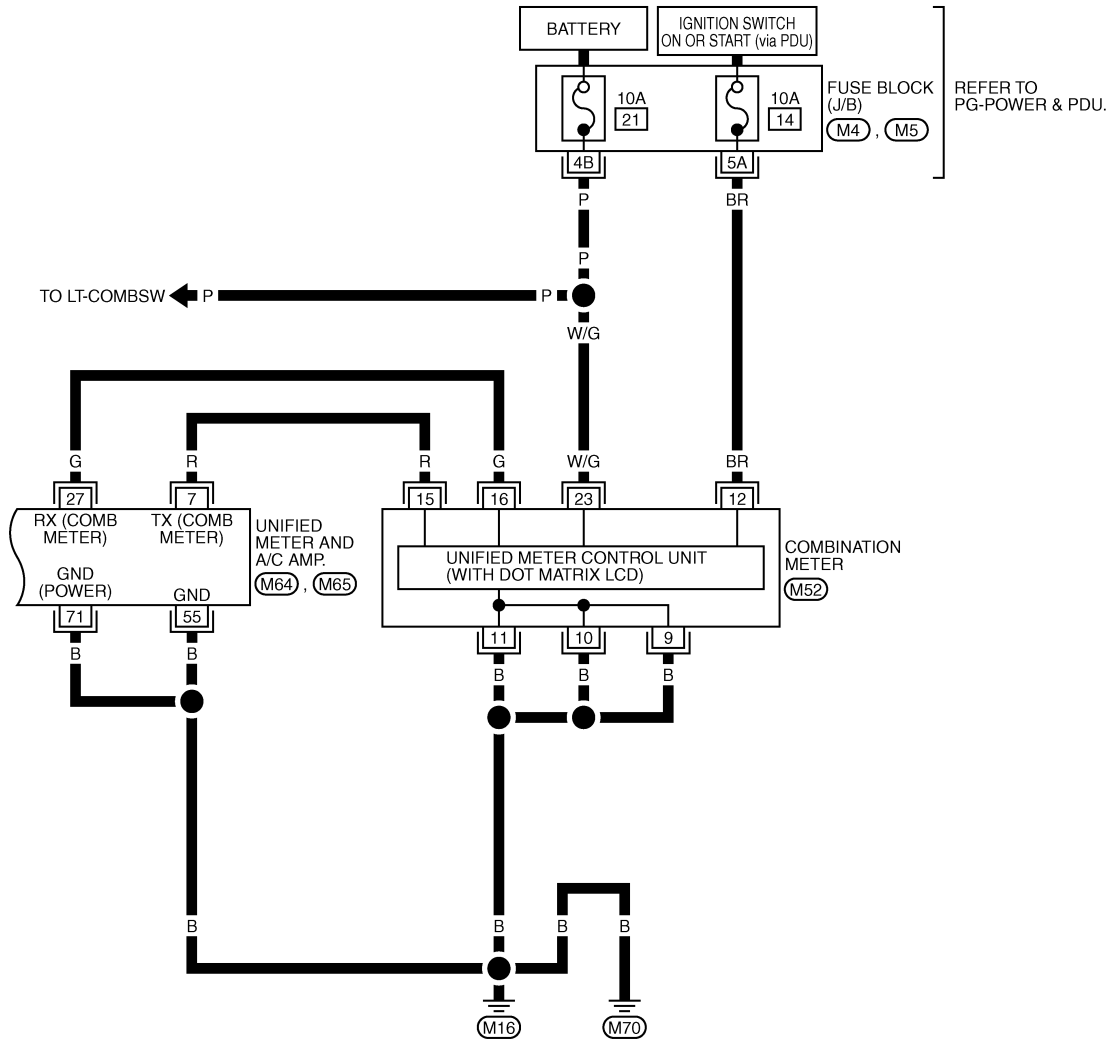 BATTERY
IGNITION SWITCH
ON OR START (via PDU)
10A
21
10A
14
FUSE BLOCK
(J/B)
M4 , M5
REFER TO
PG-POWER & PDU.
4B
5A
P
BR
P
TO LT-COMBSW
P
P
W/G
G
R
R
G
W/G
BR
27
7
15
16
23
12
RX (COMB
METER)
TX (COMB
METER)
GND
(POWER)
GND
UNIFIED
METER AND
A/C AMP.
M64 , M65
UNIFIED METER CONTROL UNIT
(WITH DOT MATRIX LCD)
COMBINATION
METER
M52
71
55
11
10
9
B
B
B
B
B
B
B
B
B
M16
M70